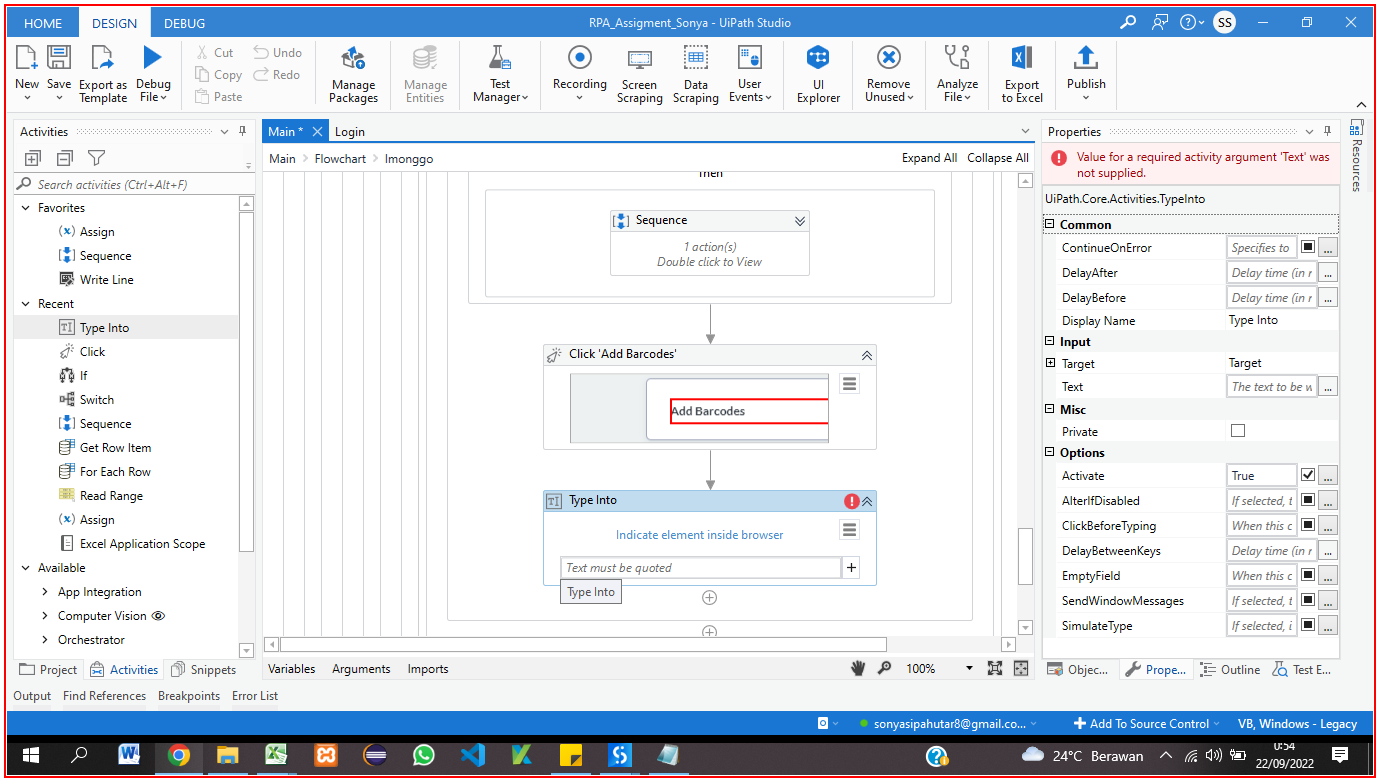 HOME DESIGN DEBUG RPA_Assigment_Sonya - UiPath Studio SS
New Save Export as Template Debug File Cut Copy Paste Undo Redo Manage Packages Manage Entities Test Manager Recording Screen Scraping Data Scraping User Events UI Explorer Remove Unused Analyze File Export to Excel Publish
Activities
Search activities (Ctrl+Alt+F)
Favorites
Assign
Sequence
Write Line
Recent
Type Into
Click
If
Switch
Sequence
Get Row Item
For Each Row
Read Range
Assign
Excel Application Scope
Available
App Integration
Computer Vision
Orchestrator
Project Activities Snippets
Main * Login
Main > Flowchart > Imonggo Expand All Collapse All
Then
Sequence
1 action(s)
Double click to View
Click 'Add Barcodes'
Add Barcodes
Type Into
Indicate element inside browser
Text must be quoted
Type Into
Variables Arguments Imports 100%
Properties
Value for a required activity argument 'Text' was
not supplied.
UiPath.Core.Activities.TypeInto
Common
ContinueOnError Specifies to ...
DelayAfter Delay time (in r ...
DelayBefore Delay time (in r ...
Display Name Type Into
Input
Target Target
Text The text to be w ...
Misc
Private
Options
Activate True ...
AlterIfDisabled If selected, t ...
ClickBeforeTyping When this c ...
DelayBetweenKeys Delay time (in r ...
EmptyField When this c ...
SendWindowMessages If selected, t ...
SimulateType If selected, i ...
Objec... Prope... Outline Test E...
Resources
Output Find References Breakpoints Error List
sonyasipahutar8@gmail.co... Add To Source Control VB, Windows - Legacy
24°C Berawan 0:54
22/09/2022